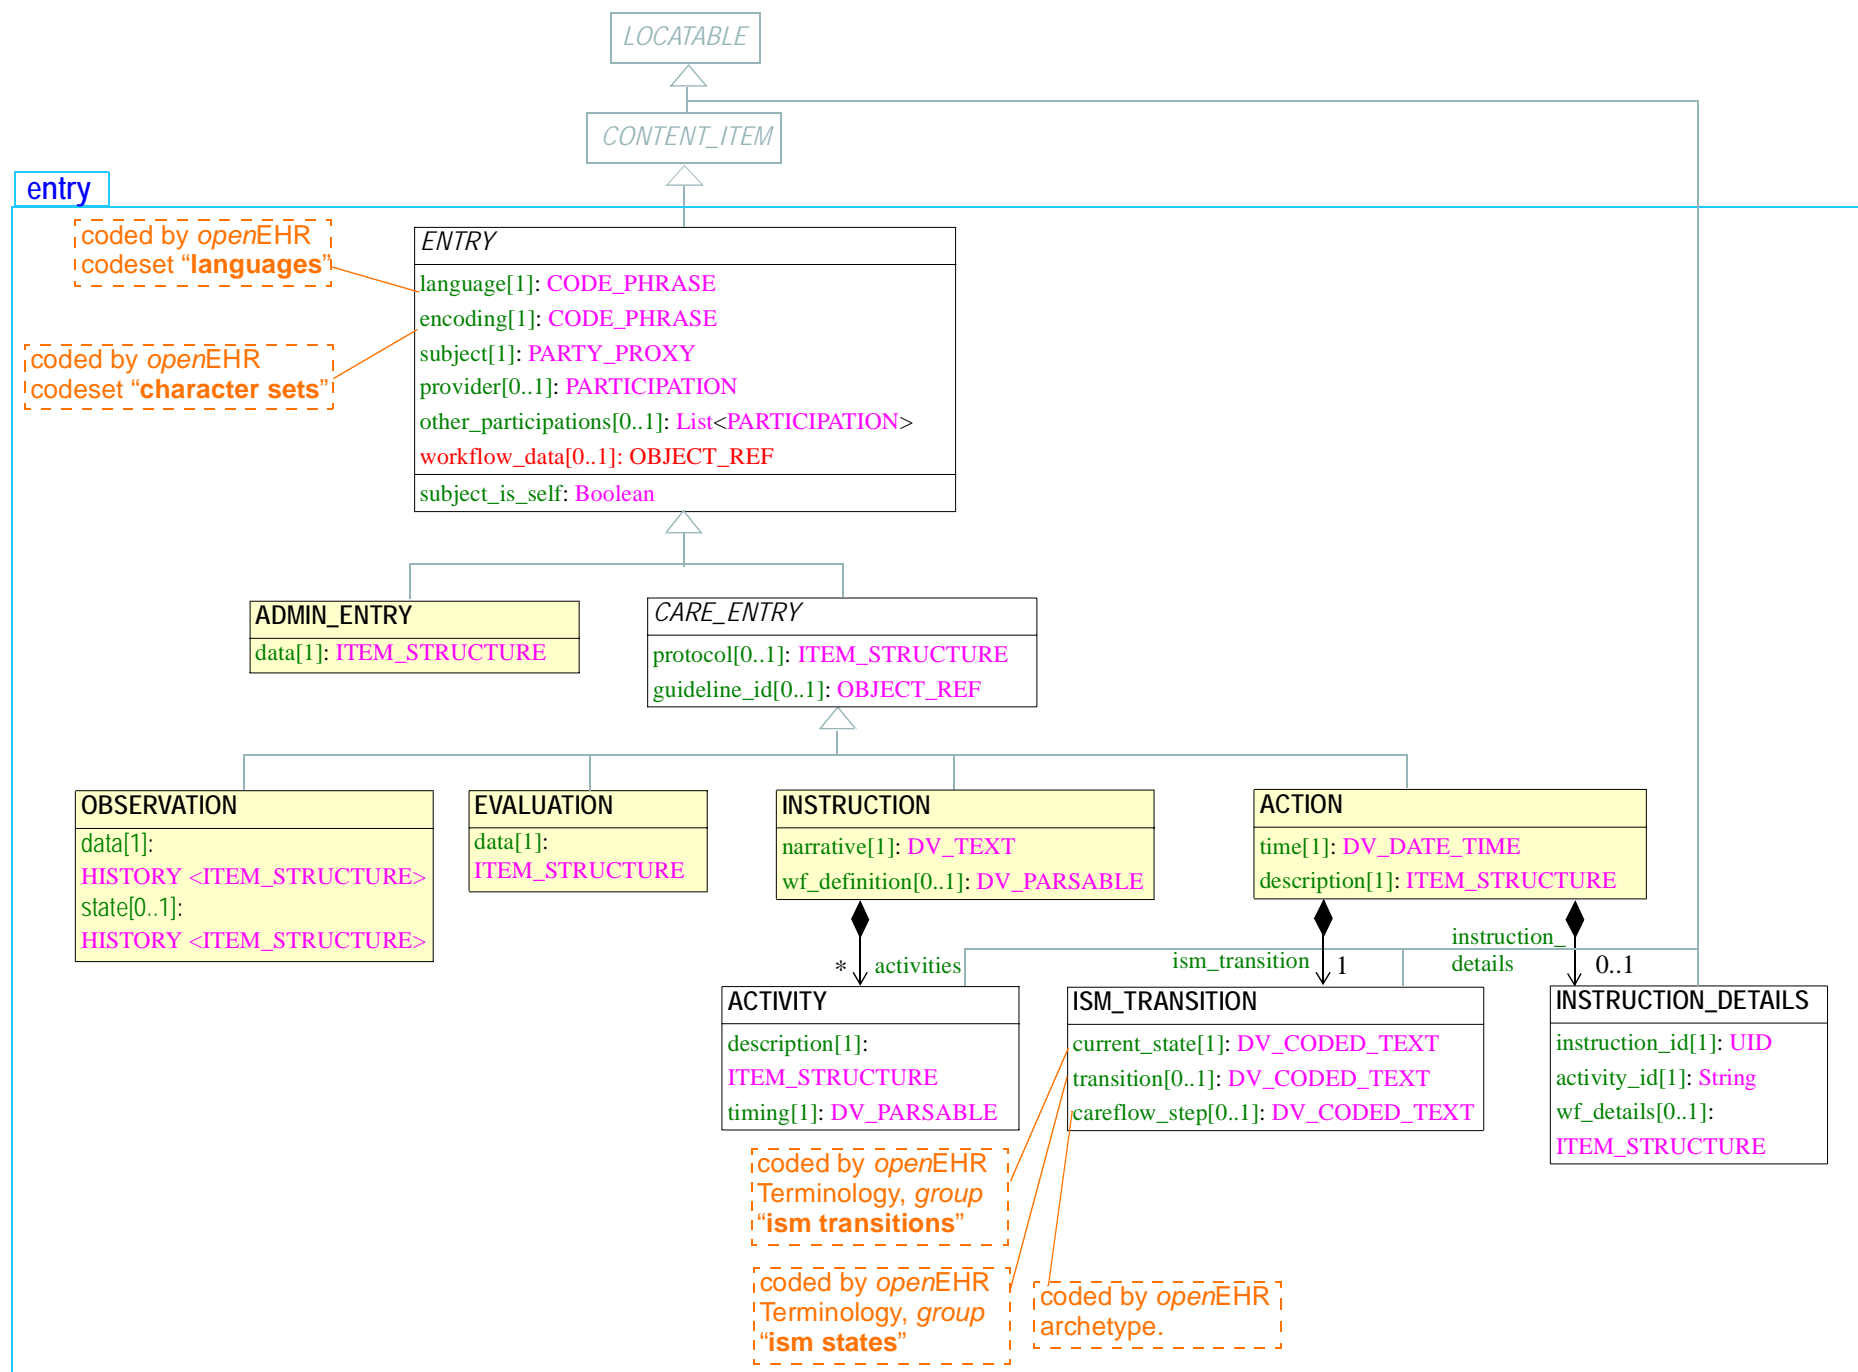 LOCATABLE
CONTENT_ITEM
entry
coded by openEHR
codeset “languages”
coded by openEHR
codeset “character sets”
ENTRY
language[1]: CODE_PHRASE
encoding[1]: CODE_PHRASE
subject[1]: PARTY_PROXY
provider[0..1]: PARTICIPATION
other_participations[0..1]: List<PARTICIPATION>
workflow_data[0..1]: OBJECT_REF
subject_is_self: Boolean
ADMIN_ENTRY
data[1]: ITEM_STRUCTURE
CARE_ENTRY
protocol[0..1]: ITEM_STRUCTURE
guideline_id[0..1]: OBJECT_REF
OBSERVATION
data[1]:
HISTORY <ITEM_STRUCTURE>
state[0..1]:
HISTORY <ITEM_STRUCTURE>
EVALUATION
data[1]:
ITEM_STRUCTURE
INSTRUCTION
narrative[1]: DV_TEXT
wf_definition[0..1]: DV_PARSABLE
ACTION
time[1]: DV_DATE_TIME
description[1]: ITEM_STRUCTURE
* activities
ism_transition 1
instruction_
details 0..1
ACTIVITY
description[1]:
ITEM_STRUCTURE
timing[1]: DV_PARSABLE
ISM_TRANSITION
current_state[1]: DV_CODED_TEXT
transition[0..1]: DV_CODED_TEXT
careflow_step[0..1]: DV_CODED_TEXT
INSTRUCTION_DETAILS
instruction_id[1]: UID
activity_id[1]: String
wf_details[0..1]:
ITEM_STRUCTURE
coded by openEHR
Terminology, group
“ism transitions”
coded by openEHR
Terminology, group
“ism states”
coded by openEHR
archetype.